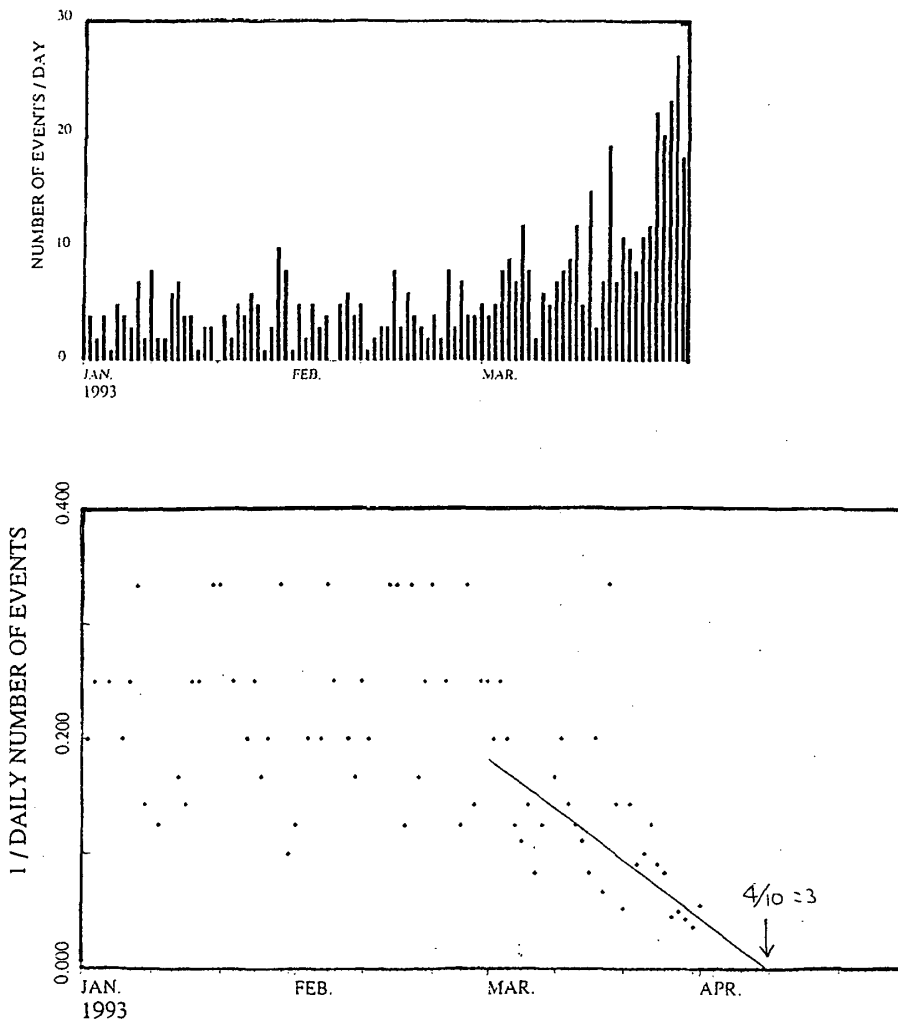 30
20
10
0
NUMBER OF EVENTS / DAY
JAN.
FEB.
MAR.
1993
0.400
0.200
0.000
1 / DAILY NUMBER OF EVENTS
4/10 ± 3
JAN.
FEB.
MAR.
APR.
1993